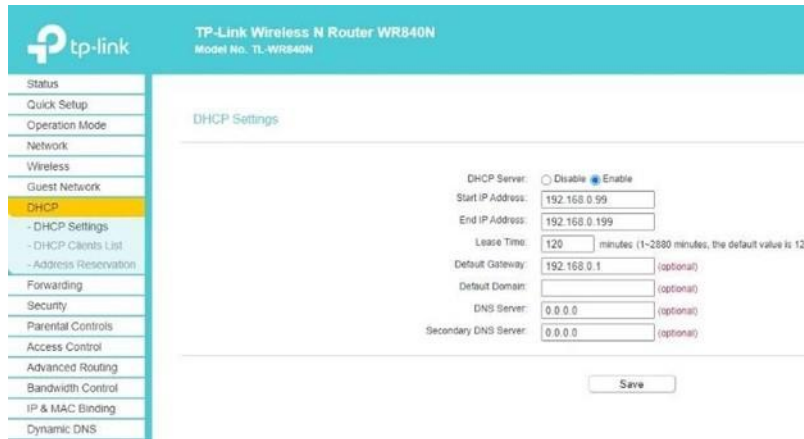 tp-link
TP-Link Wireless N Router WR840N
Model No. TL-WR840N
Status
Quick Setup
Operation Mode
Network
Wireless
Guest Network
DHCP
- DHCP Settings
- DHCP Clients List
- Address Reservation
Forwarding
Security
Parental Controls
Access Control
Advanced Routing
Bandwidth Control
IP & MAC Binding
Dynamic DNS
DHCP Settings
DHCP Server: Disable Enable
Start IP Address: 192.168.0.99
End IP Address: 192.168.0.199
Lease Time: 120 minutes (1~2880 minutes, the default value is 12
Default Gateway: 192.168.0.1 (optional)
Default Domain: (optional)
DNS Server: 0.0.0.0 (optional)
Secondary DNS Server: 0.0.0.0 (optional)
Save